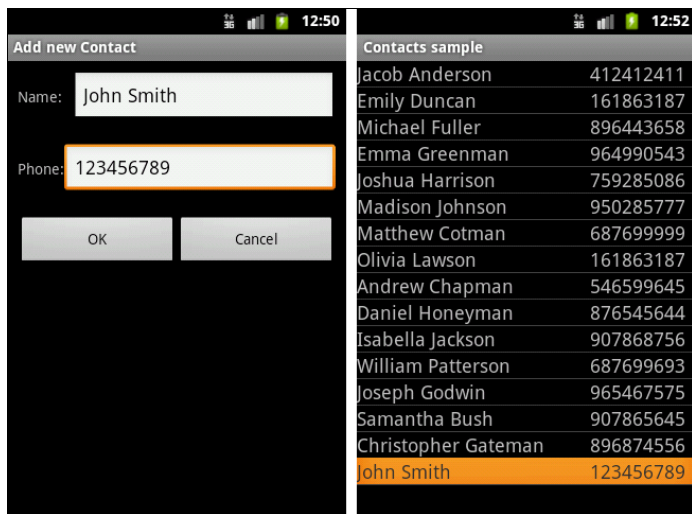 3G 12:50
Add new Contact
Name: John Smith
Phone: 123456789
OK Cancel
3G 12:52
Contacts sample
Jacob Anderson 412412411
Emily Duncan 161863187
Michael Fuller 896443658
Emma Greenman 964990543
Joshua Harrison 759285086
Madison Johnson 950285777
Matthew Cotman 687699999
Olivia Lawson 161863187
Andrew Chapman 546599645
Daniel Honeyman 876545644
Isabella Jackson 907868756
William Patterson 687699693
Joseph Godwin 965467575
Samantha Bush 907865645
Christopher Gateman 896874556
John Smith 123456789